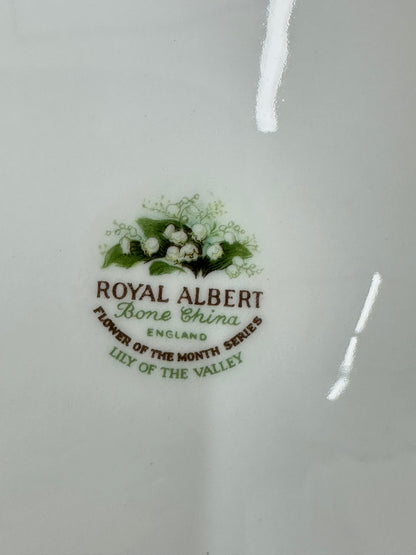 ROYAL ALBERT
Bone China
ENGLAND
FLOWER OF THE MONTH SERIES
LILY OF THE VALLEY